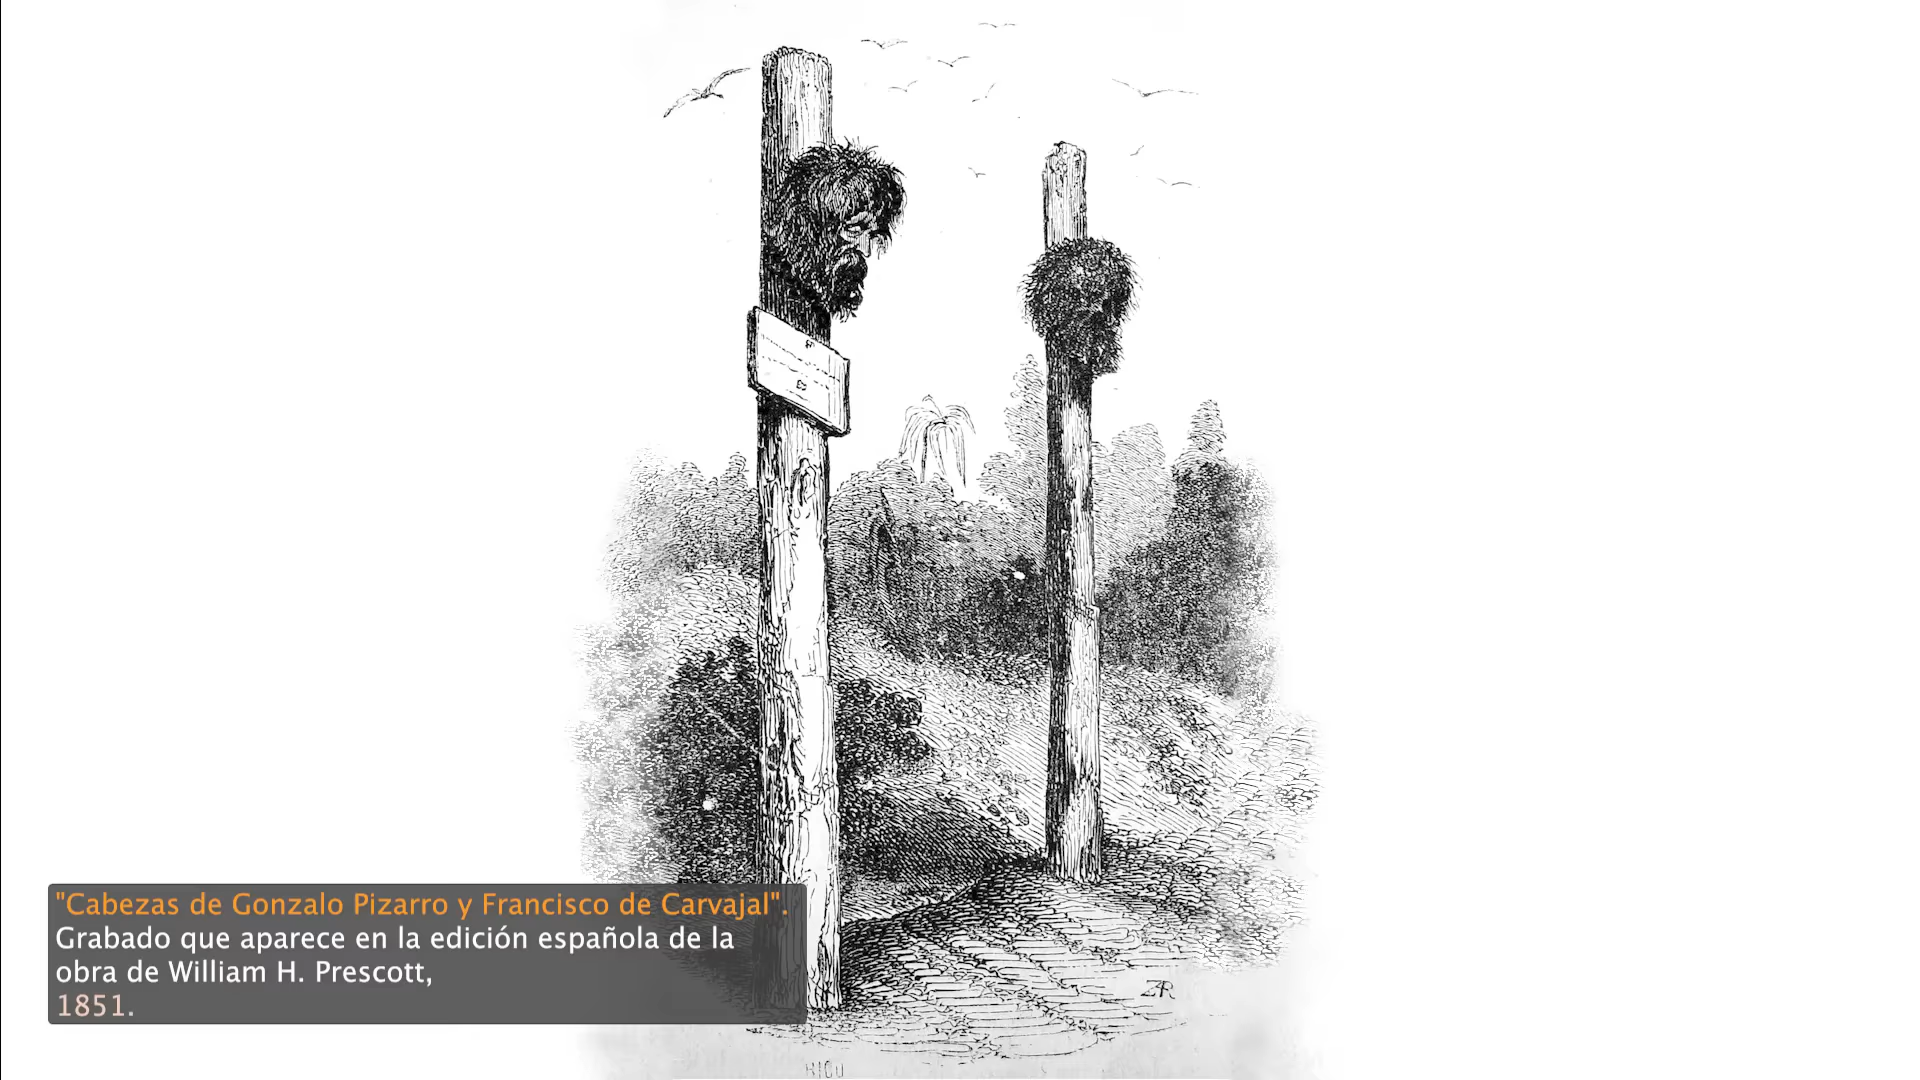 "Cabezas de Gonzalo Pizarro y Francisco de Carvajal".
Grabado que aparece en la edición española de la
obra de William H. Prescott,
1851.